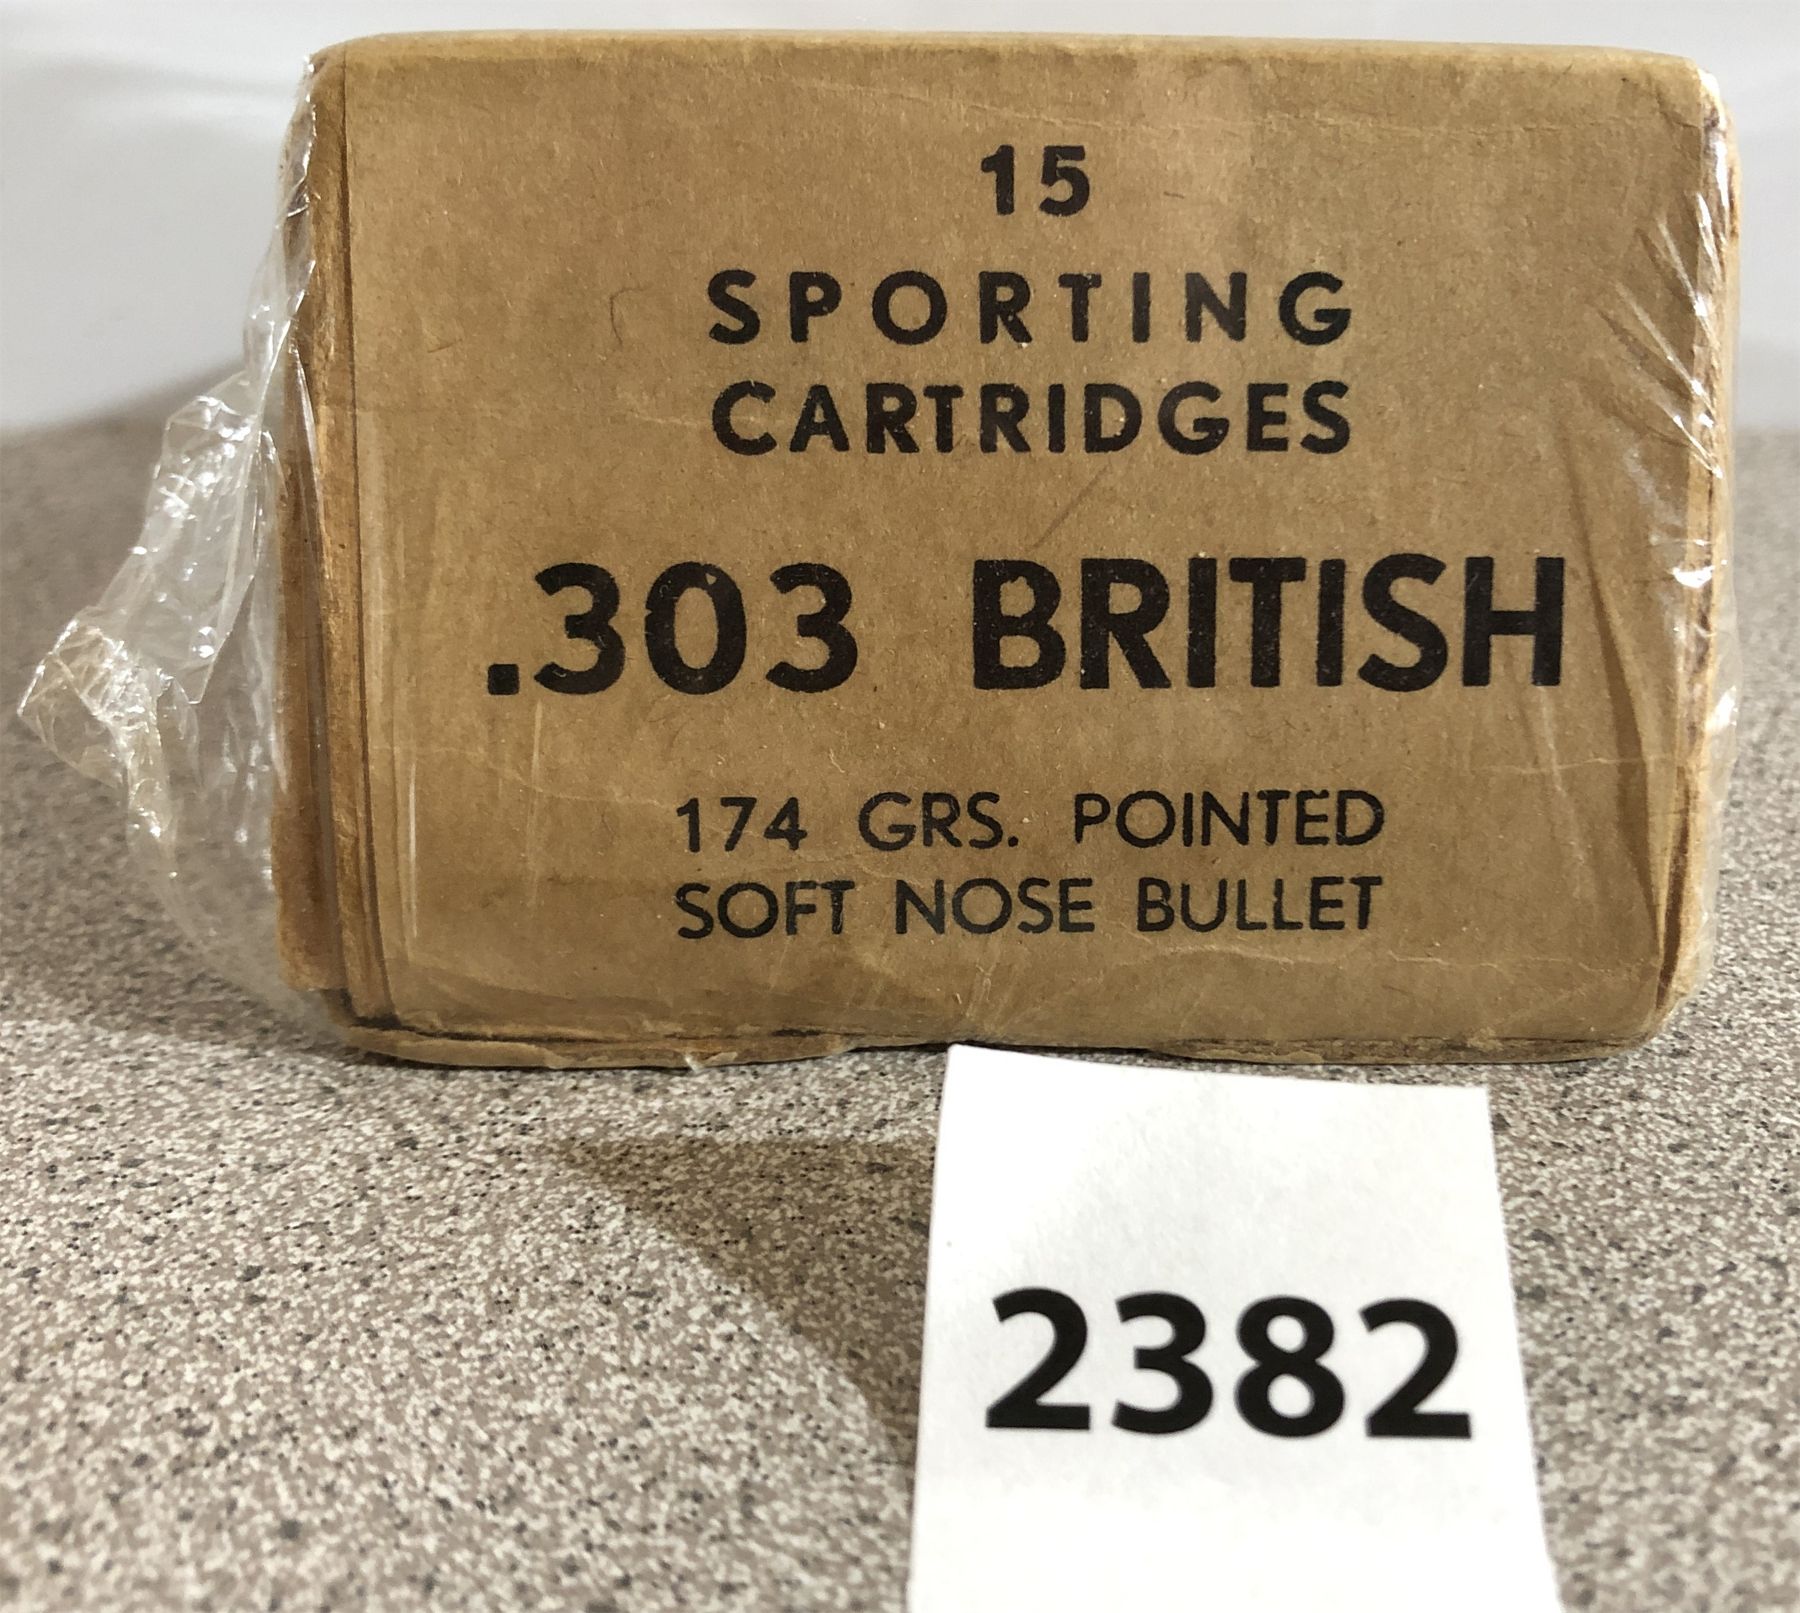 15
SPORTING
CARTRIDGES
.303 BRITISH
174 GRS. POINTED
SOFT NOSE BULLET
2382